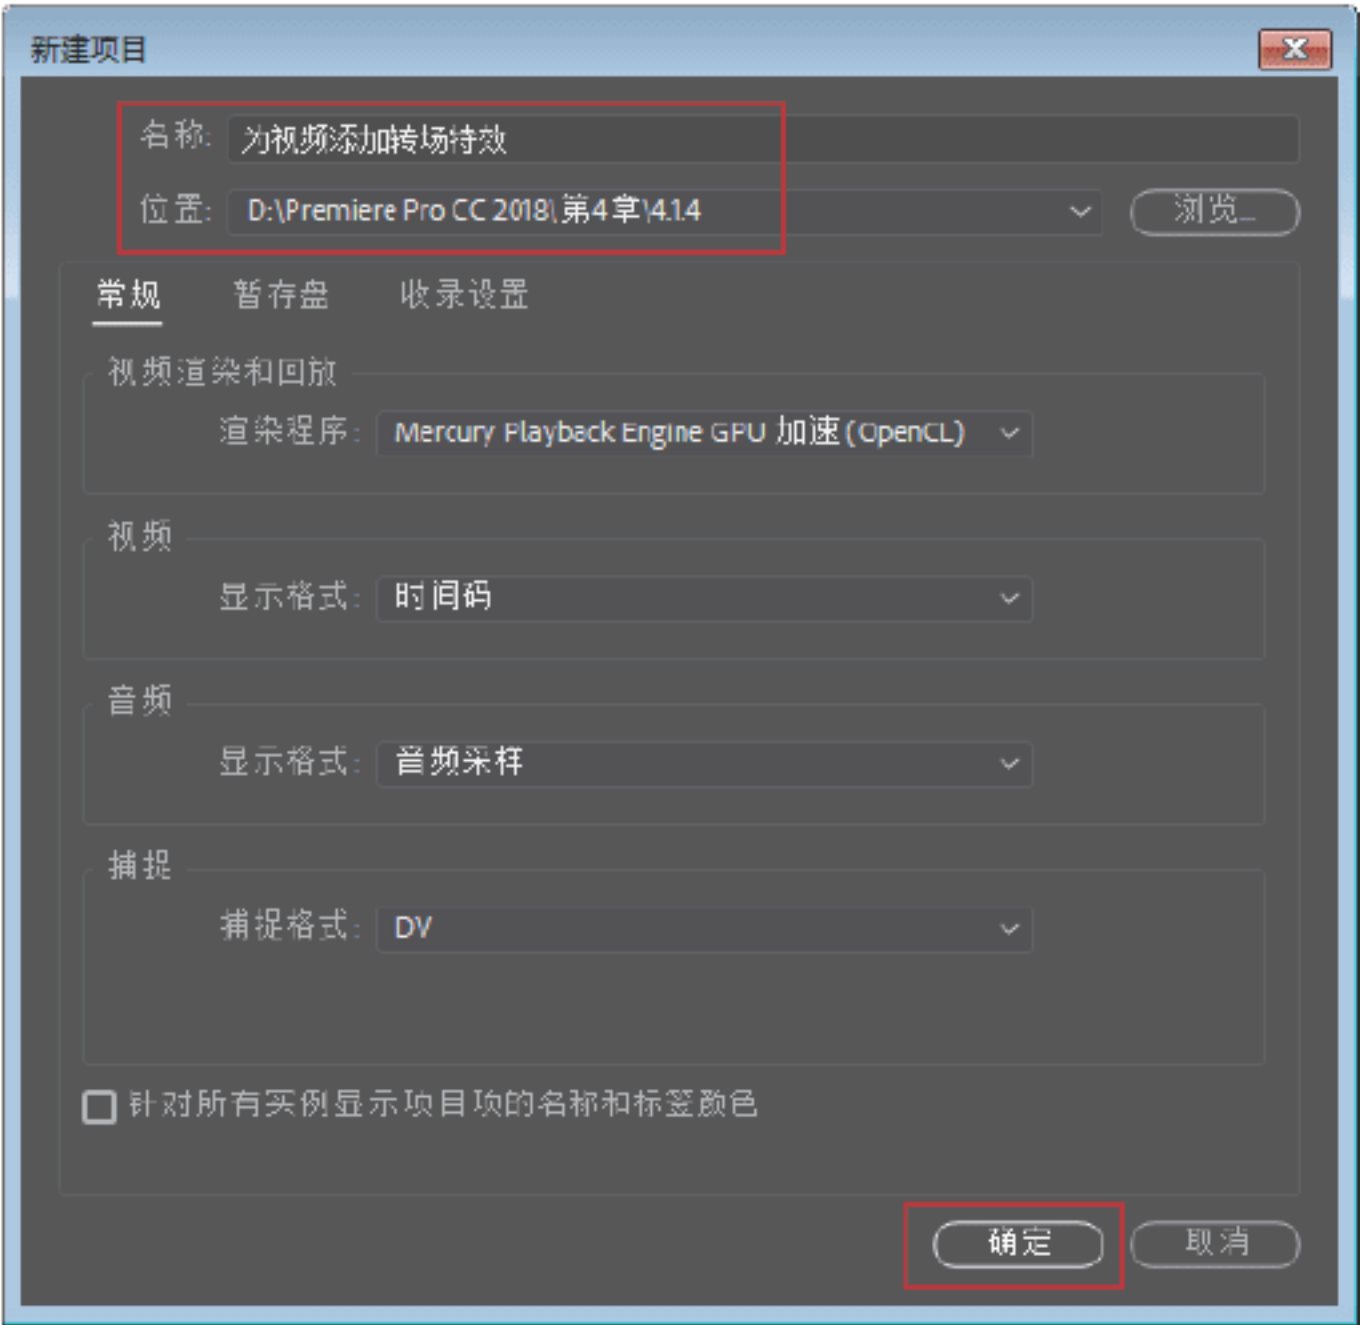 新建项目
名称: 为视频添加转场特效
位置: D:\Premiere Pro CC 2018\第4章\4.1.4 浏览...
常规 暂存盘 收录设置
视频渲染和回放
渲染程序: Mercury Playback Engine GPU 加速 (OpenCL)
视频
显示格式: 时间码
音频
显示格式: 音频采样
捕捉
捕捉格式: DV
针对所有实例显示项目项的名称和标签颜色
确定 取消